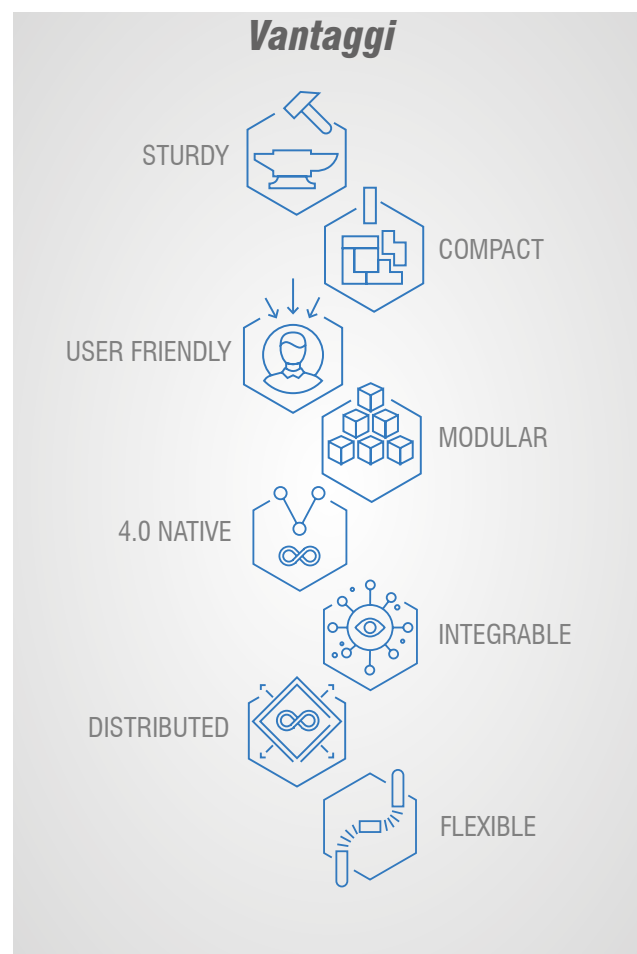 Vantaggi
STURDY
COMPACT
USER FRIENDLY
MODULAR
4.0 NATIVE
INTEGRABLE
DISTRIBUTED
FLEXIBLE